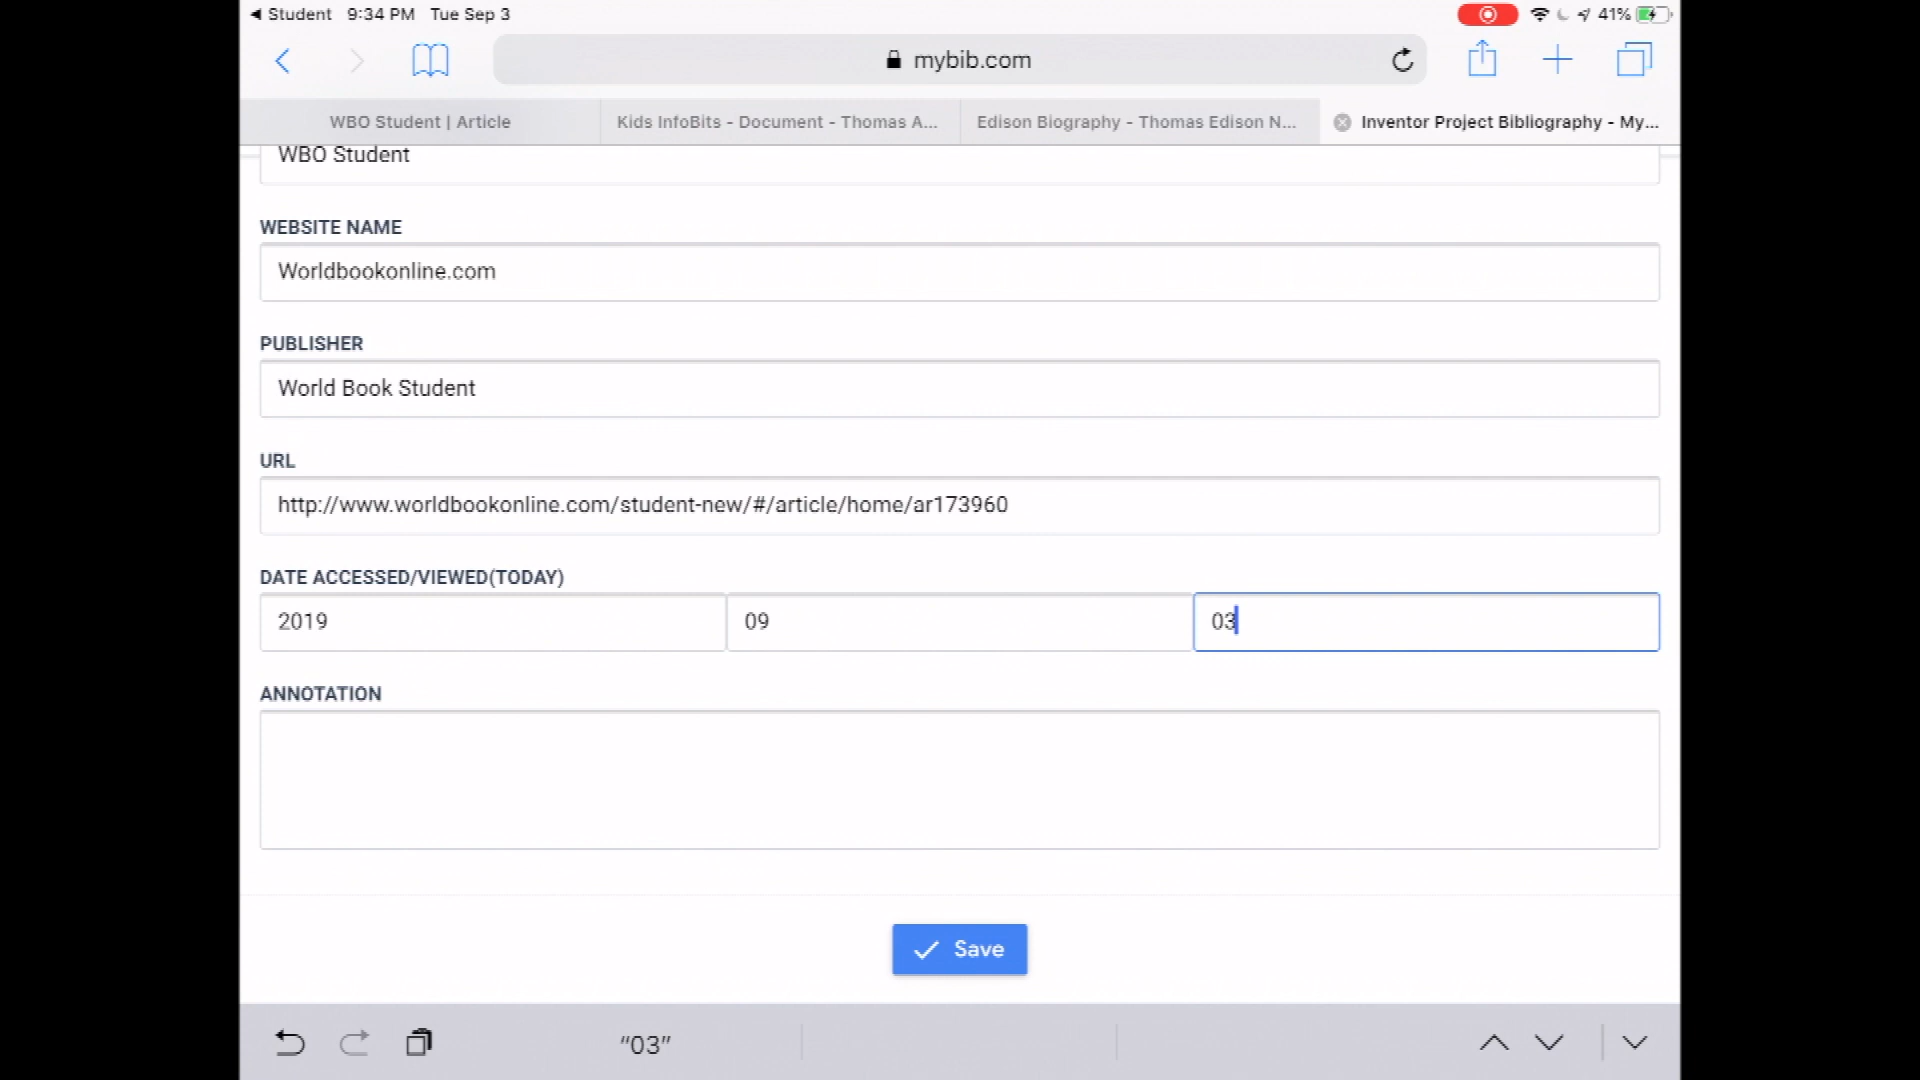 Student 9:34 PM Tue Sep 3 41%
mybib.com
WBO Student | Article Kids InfoBits - Document - Thomas A... Edison Biography - Thomas Edison N... Inventor Project Bibliography - My...
WBO Student
WEBSITE NAME
Worldbookonline.com
PUBLISHER
World Book Student
URL
http://www.worldbookonline.com/student-new/#/article/home/ar173960
DATE ACCESSED/VIEWED(TODAY)
2019 09 03
ANNOTATION
Save
“03”